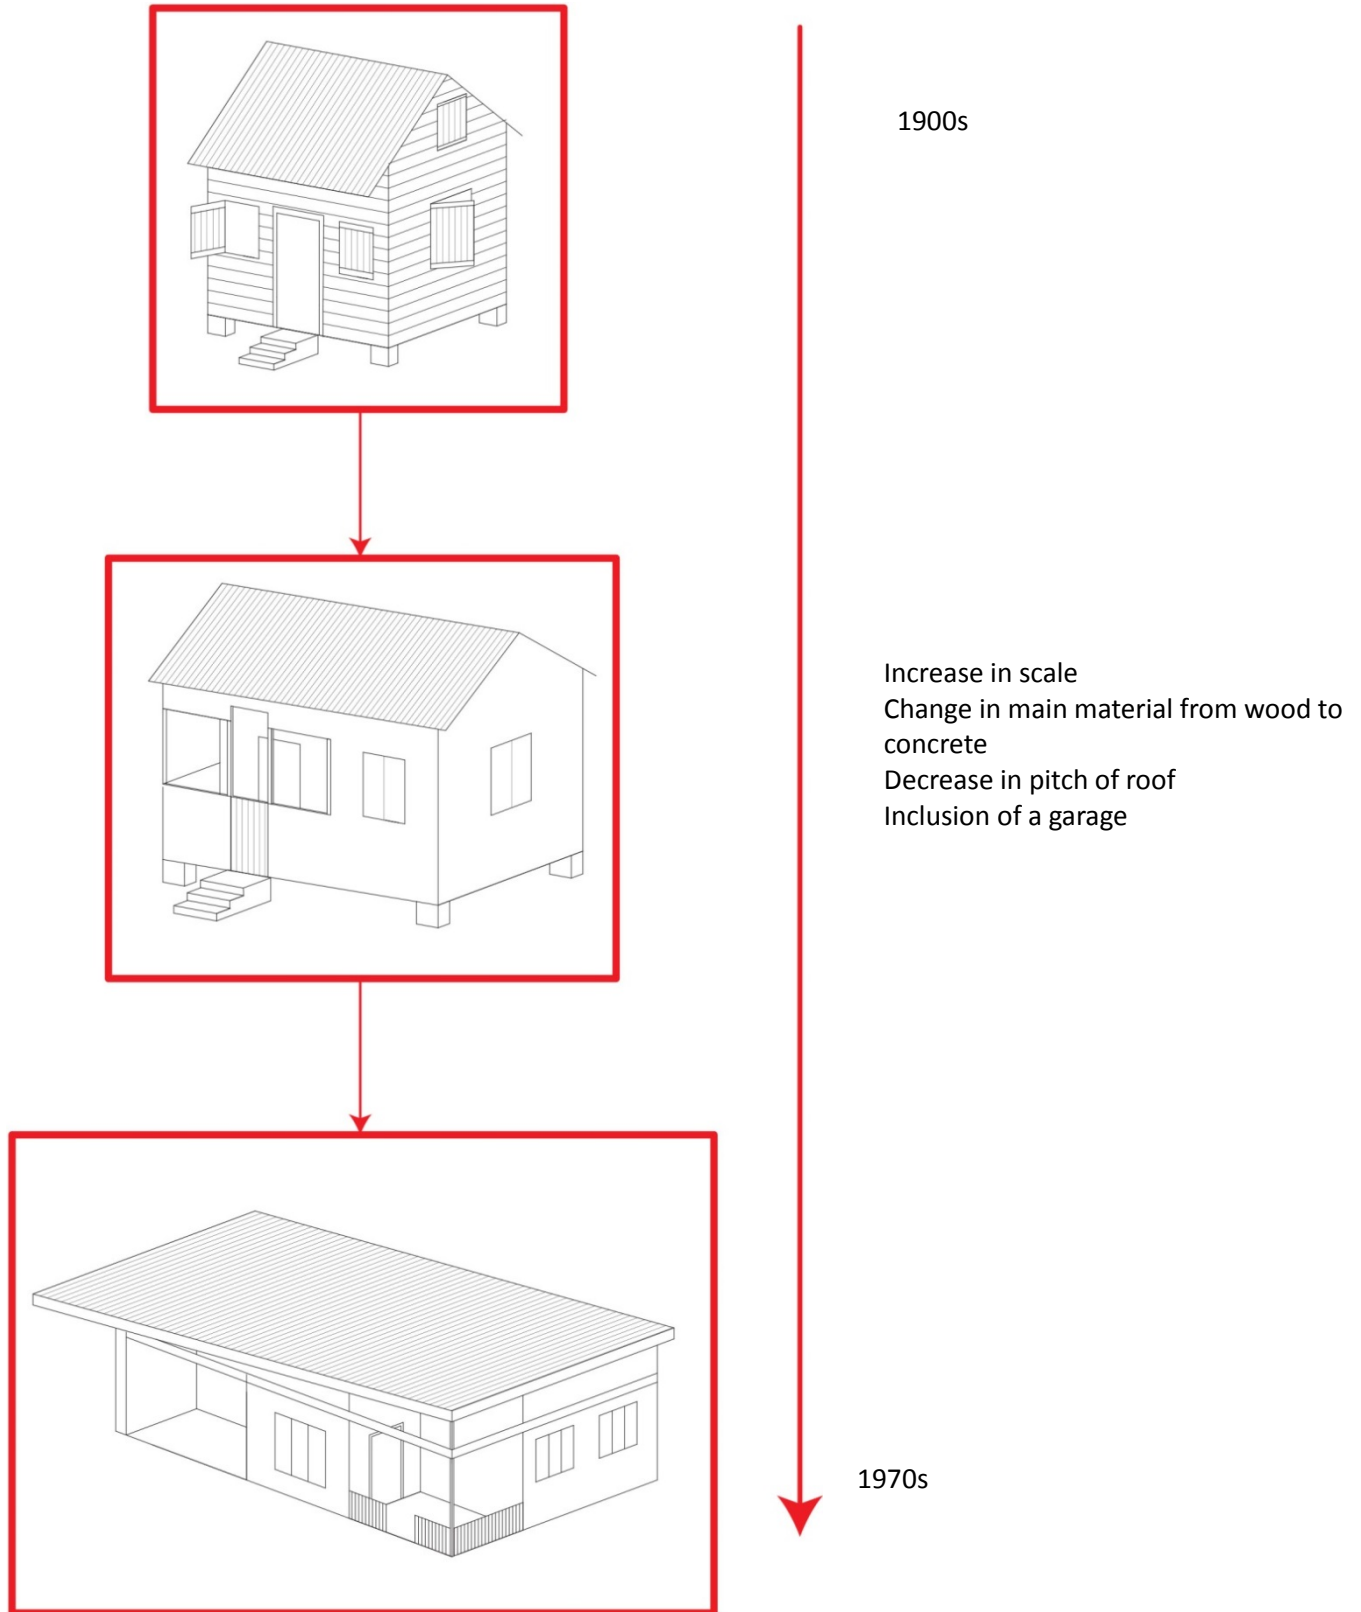 1900s
Increase in scale
Change in main material from wood to
concrete
Decrease in pitch of roof
Inclusion of a garage
1970s